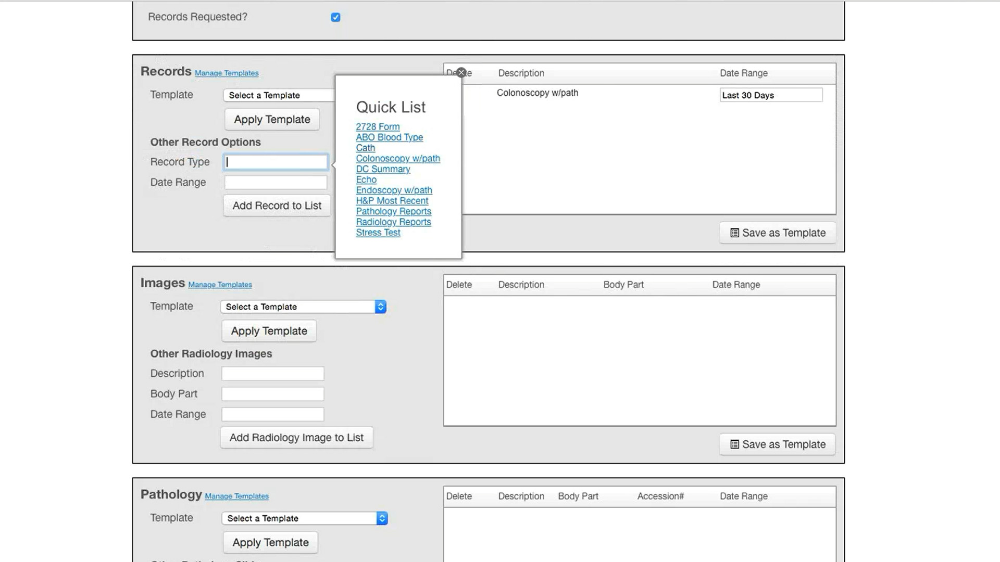 Records Requested?
Records Manage Templates
Template Select a Template
Apply Template
Other Record Options
Record Type
Date Range
Add Record to List
Quick List
2728 Form
ABO Blood Type
Cath
Colonoscopy w/path
DC Summary
Echo
Endoscopy w/path
H&P Most Recent
Pathology Reports
Radiology Reports
Stress Test
Description Date Range
Colonoscopy w/path Last 30 Days
Save as Template
Images Manage Templates
Template Select a Template
Apply Template
Other Radiology Images
Description
Body Part
Date Range
Add Radiology Image to List
Delete Description Body Part Date Range
Save as Template
Pathology Manage Templates
Template Select a Template
Apply Template
Delete Description Body Part Accession# Date Range